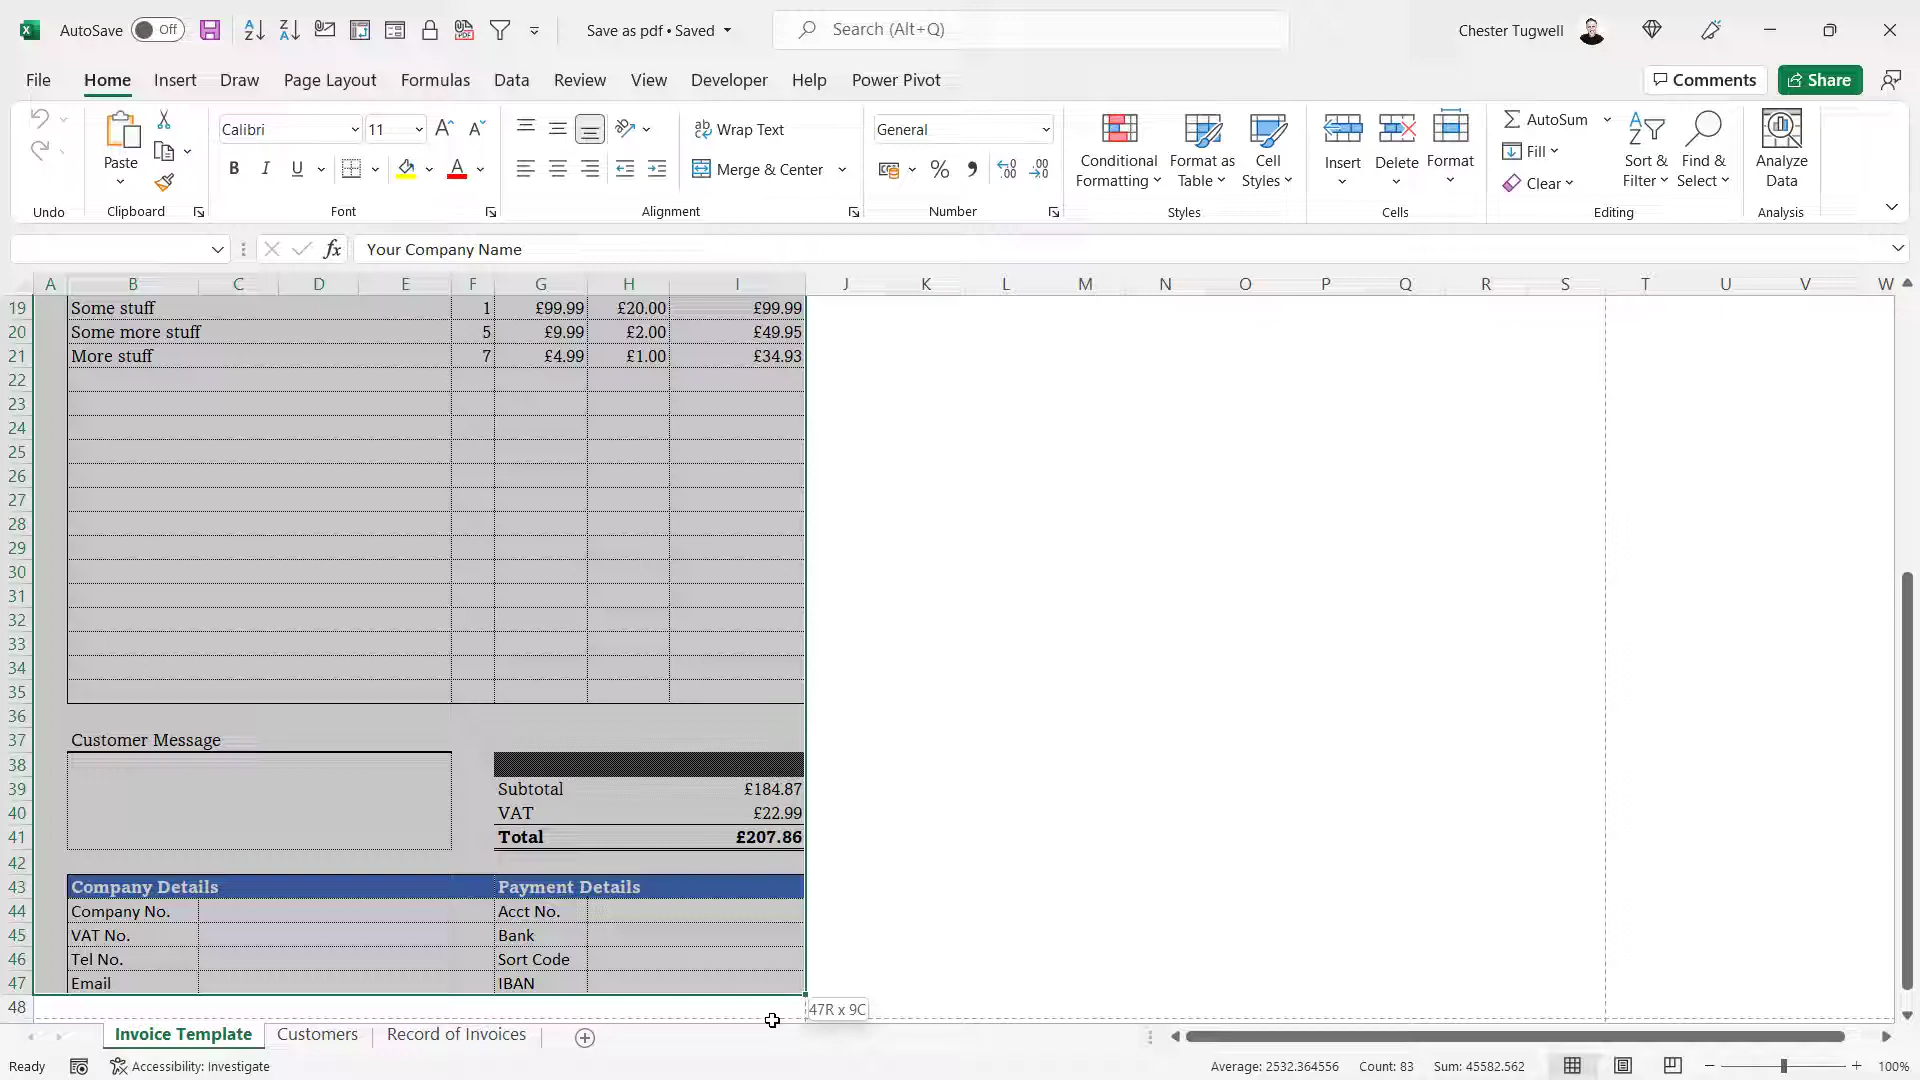 AutoSave Off Save as pdf • Saved Search (Alt+Q) Chester Tugwell
File Home Insert Draw Page Layout Formulas Data Review View Developer Help Power Pivot Comments Share
Calibri 11 Wrap Text General AutoSum
Paste B I U Merge & Center % Conditional Formatting Format as Table Cell Styles Insert Delete Format Fill Clear Sort & Filter Find & Select Analyze Data
Undo Clipboard Font Alignment Number Styles Cells Editing Analysis
fx Your Company Name
A B C D E F G H I J K L M N O P Q R S T U V W
19 Some stuff 1 £99.99 £20.00 £99.99
20 Some more stuff 5 £9.99 £2.00 £49.95
21 More stuff 7 £4.99 £1.00 £34.93
22
23
24
25
26
27
28
29
30
31
32
33
34
35
36
37 Customer Message
38
39 Subtotal £184.87
40 VAT £22.99
41 Total £207.86
42
43 Company Details Payment Details
44 Company No. Acct No.
45 VAT No. Bank
46 Tel No. Sort Code
47 Email IBAN
48 47R x 9C
Invoice Template Customers Record of Invoices
Ready Accessibility: Investigate Average: 2532.364556 Count: 83 Sum: 45582.562 100%